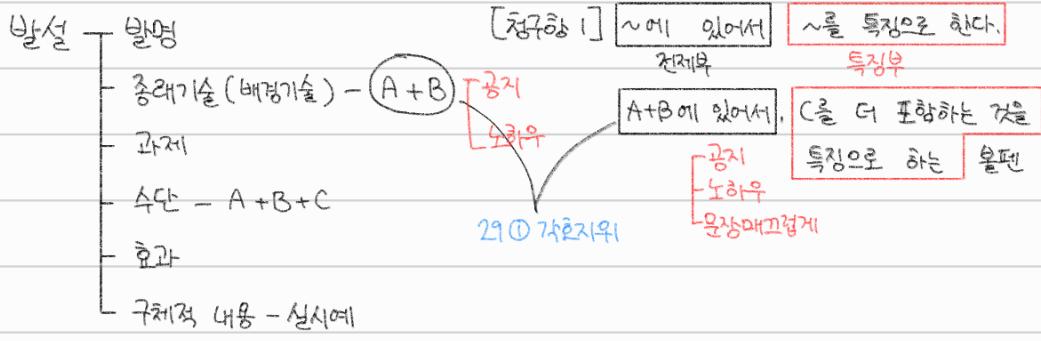 발설
발명
종래기술(배경기술) - A+B
공지
노하우
과제
수단 - A+B+C
효과
구체적 내용 - 실시예
[청구항 1] ~에 있어서 ~를 특징으로 한다.
전제부 특징부
A+B에 있어서, C를 더 포함하는 것을
특징으로 하는 볼펜
공지
노하우
문장매끄럽게
29① 각호지위